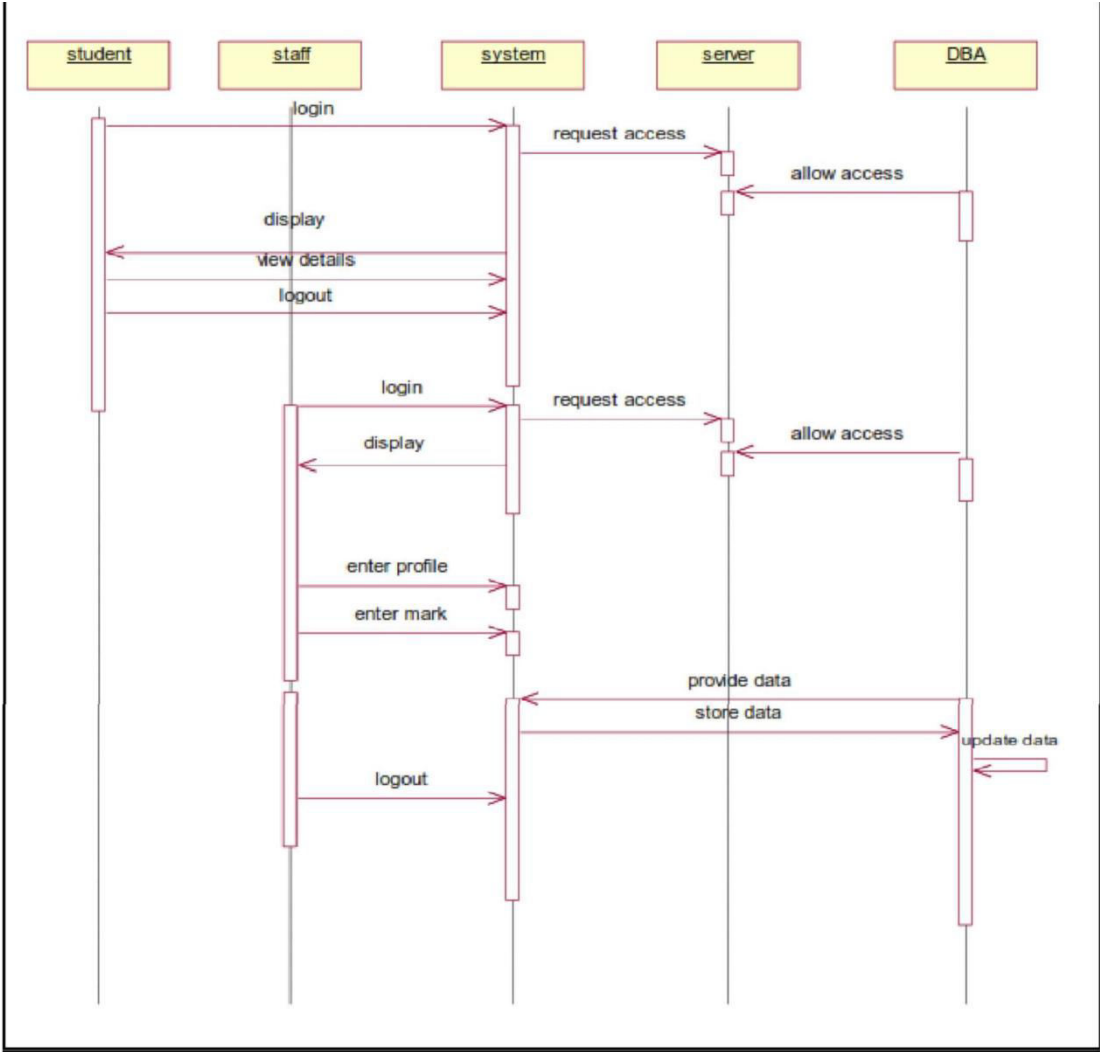 student
staff
system
server
DBA
login
request access
allow access
display
view details
logout
login
request access
allow access
display
enter profile
enter mark
provide data
store data
update data
logout